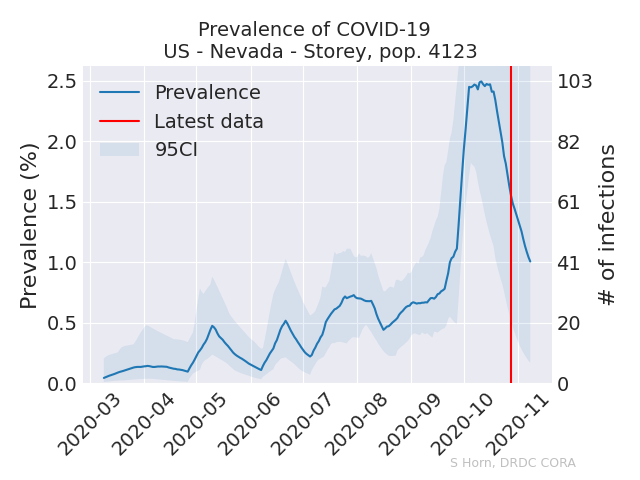 Prevalence of COVID-19
US - Nevada - Storey, pop. 4123
Prevalence
Latest data
95CI
Prevalence (%)
2.5
2.0
1.5
1.0
0.5
0.0
103
82
61
41
20
0
# of infections
2020-03
2020-04
2020-05
2020-06
2020-07
2020-08
2020-09
2020-10
2020-11
S Horn, DRDC CORA